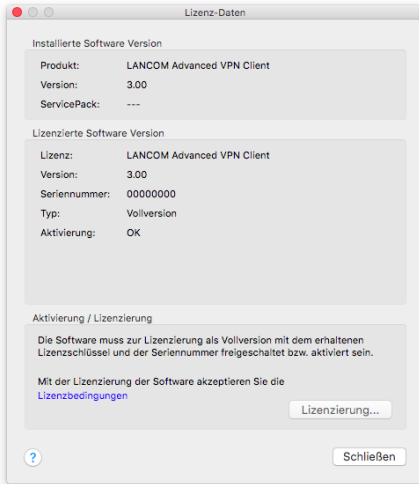 Lizenz-Daten
Installierte Software Version
Produkt: LANCOM Advanced VPN Client
Version: 3.00
ServicePack: ---
Lizenzierte Software Version
Lizenz: LANCOM Advanced VPN Client
Version: 3.00
Seriennummer: 00000000
Typ: Vollversion
Aktivierung: OK
Aktivierung / Lizenzierung
Die Software muss zur Lizenzierung als Vollversion mit dem erhaltenen
Lizenzschlüssel und der Seriennummer freigeschaltet bzw. aktiviert sein.
Mit der Lizenzierung der Software akzeptieren Sie die
Lizenzbedingungen
Lizenzierung...
?
Schließen